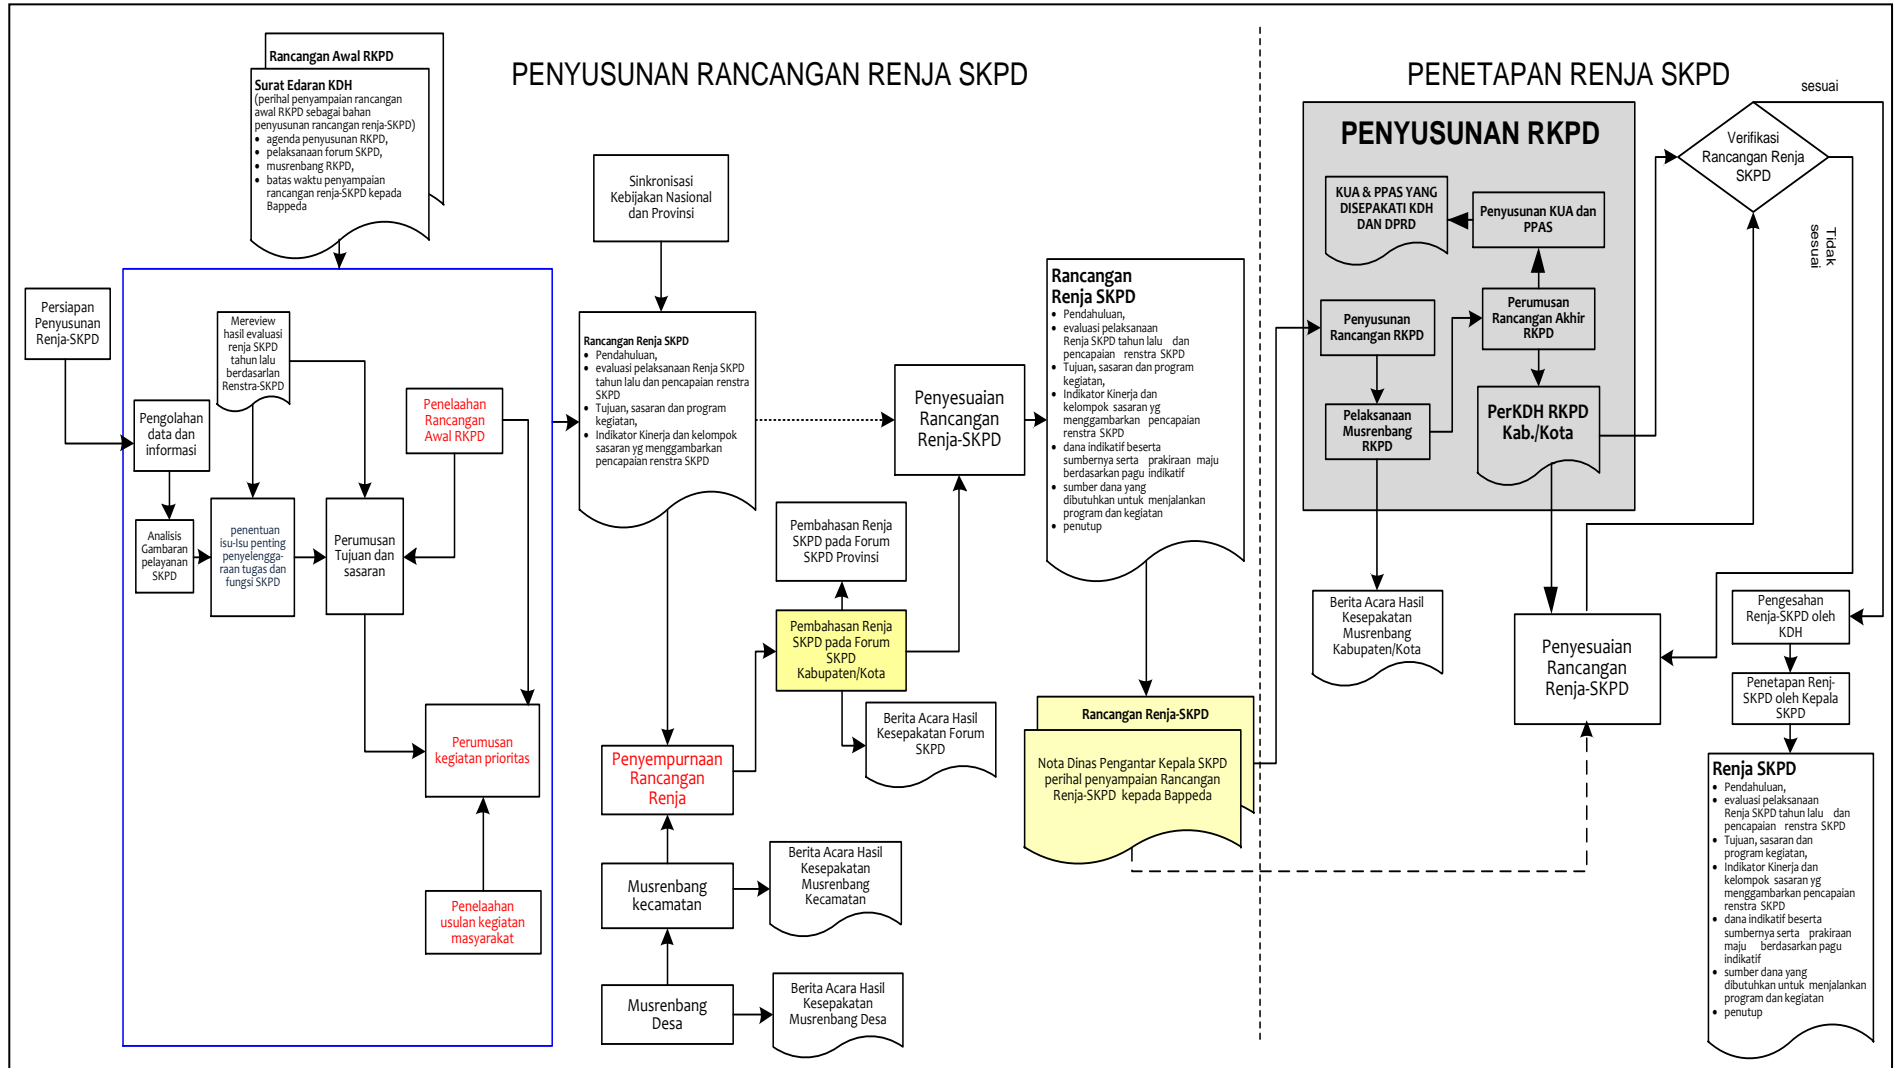 PENYUSUNAN RANCANGAN RENJA SKPD
PENETAPAN RENJA SKPD
Rancangan Awal RKPD
Surat Edaran KDH
(perihal penyampaian rancangan
awal RKPD sebagai bahan
penyusunan rancangan renja-SKPD)
• agenda penyusunan RKPD,
• pelaksanaan forum SKPD,
• musrenbang RKPD,
• batas waktu penyampaian
rancangan renja-SKPD kepada
Bappeda
Persiapan
Penyusunan
Renja-SKPD
Mereview
hasil evaluasi
renja SKPD
tahun lalu
berdasarlan
Renstra-SKPD
Pengolahan
data dan
informasi
Penelaahan
Rancangan
Awal RKPD
Analisis
Gambaran
pelayanan
SKPD
penentuan
isu-Isu penting
penyelengga-
raan tugas dan
fungsi SKPD
Perumusan
Tujuan dan
sasaran
Perumusan
kegiatan prioritas
Penelaahan
usulan kegiatan
masyarakat
Sinkronisasi
Kebijakan Nasional
dan Provinsi
Rancangan Renja SKPD
• Pendahuluan,
• evaluasi pelaksanaan Renja SKPD
tahun lalu dan pencapaian renstra
SKPD
• Tujuan, sasaran dan program
kegiatan,
• Indikator Kinerja dan kelompok
sasaran yg menggambarkan
pencapaian renstra SKPD
Penyesuaian
Rancangan
Renja-SKPD
Pembahasan Renja
SKPD pada Forum
SKPD Provinsi
Pembahasan Renja
SKPD pada Forum
SKPD
Kabupaten/Kota
Berita Acara Hasil
Kesepakatan Forum
SKPD
Penyempurnaan
Rancangan
Renja
Musrenbang
kecamatan
Berita Acara Hasil
Kesepakatan
Musrenbang
Kecamatan
Musrenbang
Desa
Berita Acara Hasil
Kesepakatan
Musrenbang Desa
Rancangan
Renja SKPD
• Pendahuluan,
• evaluasi pelaksanaan
Renja SKPD tahun lalu dan
pencapaian renstra SKPD
• Tujuan, sasaran dan program
kegiatan,
• Indikator Kinerja dan
kelompok sasaran yg
menggambarkan pencapaian
renstra SKPD
• dana indikatif beserta
sumbernya serta prakiraan maju
berdasarkan pagu indikatif
• sumber dana yang
dibutuhkan untuk menjalankan
program dan kegiatan
• penutup
Rancangan Renja-SKPD
Nota Dinas Pengantar Kepala SKPD
perihal penyampaian Rancangan
Renja-SKPD kepada Bappeda
PENYUSUNAN RKPD
KUA & PPAS YANG
DISEPAKATI KDH
DAN DPRD
Penyusunan KUA dan
PPAS
Penyusunan
Rancangan RKPD
Perumusan
Rancangan Akhir
RKPD
Pelaksanaan
Musrenbang
RKPD
PerKDH RKPD
Kab./Kota
Berita Acara Hasil
Kesepakatan
Musrenbang
Kabupaten/Kota
Penyesuaian
Rancangan
Renja-SKPD
sesuai
Verifikasi
Rancangan Renja
SKPD
Tidak
sesuai
Pengesahan
Renja-SKPD oleh
KDH
Penetapan Renj-
SKPD oleh Kepala
SKPD
Renja SKPD
• Pendahuluan,
• evaluasi pelaksanaan
Renja SKPD tahun lalu dan
pencapaian renstra SKPD
• Tujuan, sasaran dan
program kegiatan,
• Indikator Kinerja dan
kelompok sasaran yg
menggambarkan pencapaian
renstra SKPD
• dana indikatif beserta
sumbernya serta prakiraan
maju berdasarkan pagu
indikatif
• sumber dana yang
dibutuhkan untuk menjalankan
program dan kegiatan
• penutup